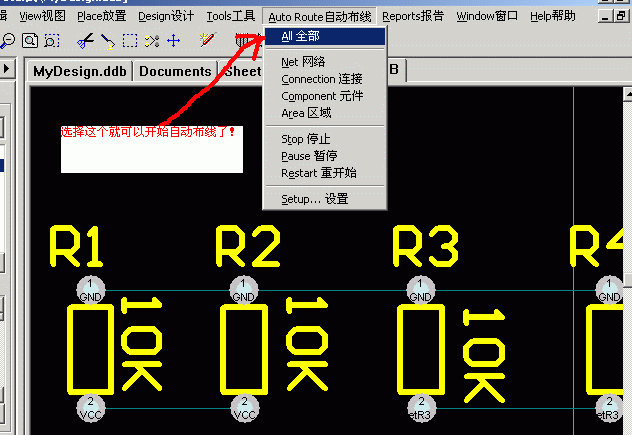 View视图 Place放置 Design设计 Tools工具 Auto Route自动布线 Reports报告 Window窗口 Help帮助
All 全部
Net 网络
Connection 连接
Component 元件
Area 区域
Stop 停止
Pause 暂停
Restart 重开始
Setup... 设置
MyDesign.ddb Documents Sheet B
选择这个就可以开始自动布线了!
R1 R2 R3 R4
1 1 1 1
GND GND GND GND
10K 10K 10K
2 2 2 2
VCC VCC etR3 etR